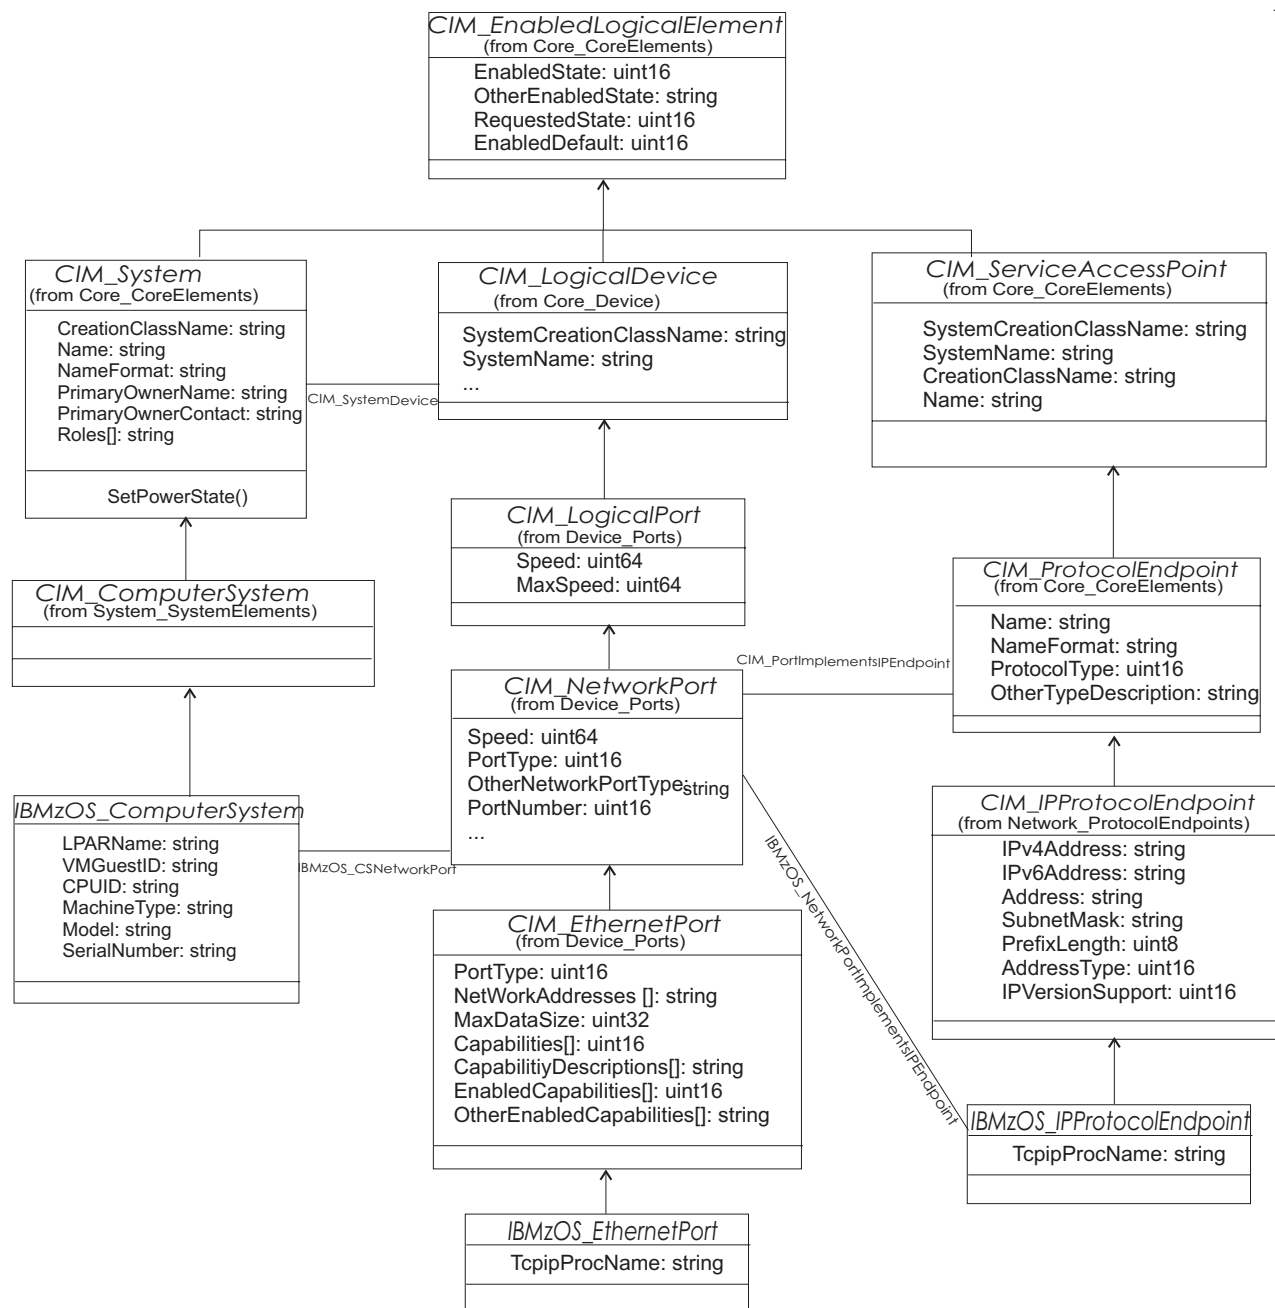 CIM_EnabledLogicalElement
(from Core_CoreElements)
EnabledState: uint16
OtherEnabledState: string
RequestedState: uint16
EnabledDefault: uint16
CIM_System
(from Core_CoreElements)
CreationClassName: string
Name: string
NameFormat: string
PrimaryOwnerName: string
PrimaryOwnerContact: string
Roles[]: string
SetPowerState()
CIM_SystemDevice
CIM_LogicalDevice
(from Core_Device)
SystemCreationClassName: string
SystemName: string
...
CIM_ServiceAccessPoint
(from Core_CoreElements)
SystemCreationClassName: string
SystemName: string
CreationClassName: string
Name: string
CIM_LogicalPort
(from Device_Ports)
Speed: uint64
MaxSpeed: uint64
CIM_ComputerSystem
(from System_SystemElements)
CIM_ProtocolEndpoint
(from Core_CoreElements)
Name: string
NameFormat: string
ProtocolType: uint16
OtherTypeDescription: string
CIM_PortImplementsIPEndpoint
CIM_NetworkPort
(from Device_Ports)
Speed: uint64
PortType: uint16
OtherNetworkPortType: string
PortNumber: uint16
...
IBMzOS_ComputerSystem
LPARName: string
VMGuestID: string
CPUID: string
MachineType: string
Model: string
SerialNumber: string
IBMzOS_CSNetworkPort
IBMzOS_NetworkPortImplementsIPEndpoint
CIM_IPProtocolEndpoint
(from Network_ProtocolEndpoints)
IPv4Address: string
IPv6Address: string
Address: string
SubnetMask: string
PrefixLength: uint8
AddressType: uint16
IPVersionSupport: uint16
CIM_EthernetPort
(from Device_Ports)
PortType: uint16
NetWorkAddresses []: string
MaxDataSize: uint32
Capabilities[]: uint16
CapabilitiyDescriptions[]: string
EnabledCapabilities[]: uint16
OtherEnabledCapabilities[]: string
IBMzOS_IPProtocolEndpoint
TcpipProcName: string
IBMzOS_EthernetPort
TcpipProcName: string